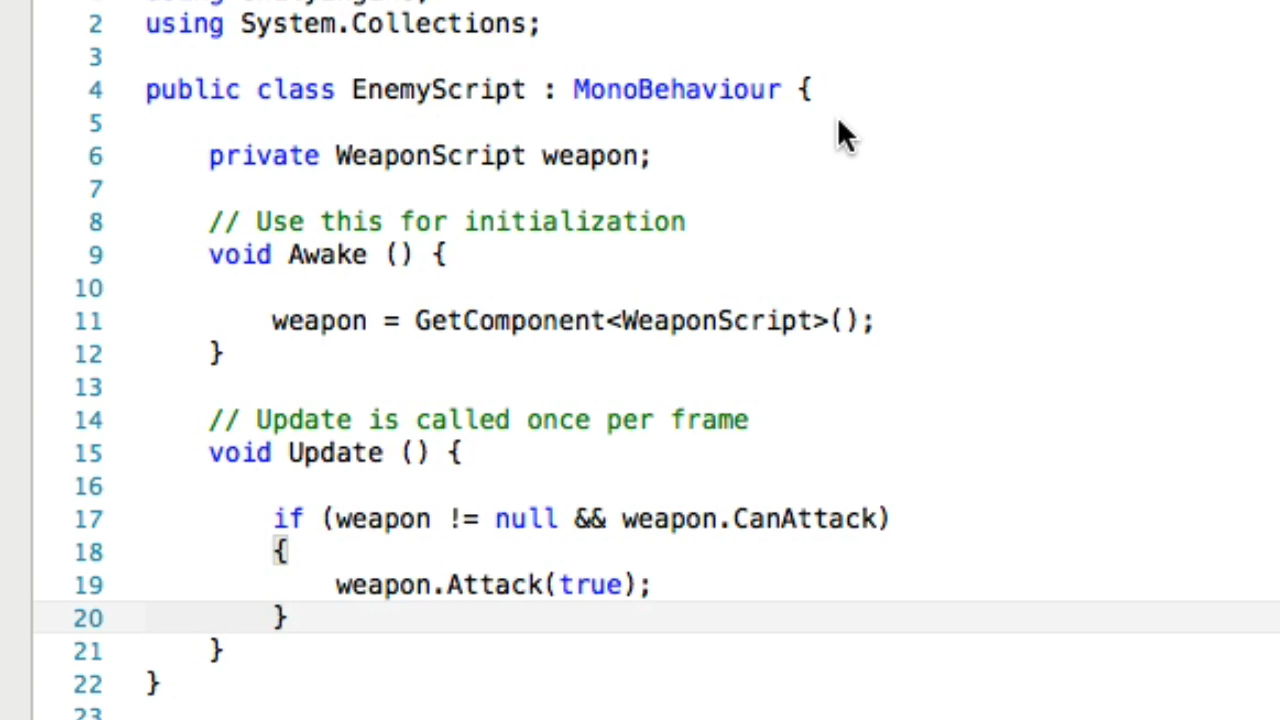 2 using System.Collections;
3
4 public class EnemyScript : MonoBehaviour {
5
6 private WeaponScript weapon;
7
8 // Use this for initialization
9 void Awake () {
10
11 weapon = GetComponent<WeaponScript>();
12 }
13
14 // Update is called once per frame
15 void Update () {
16
17 if (weapon != null && weapon.CanAttack)
18 {
19 weapon.Attack(true);
20 }
21 }
22 }
23